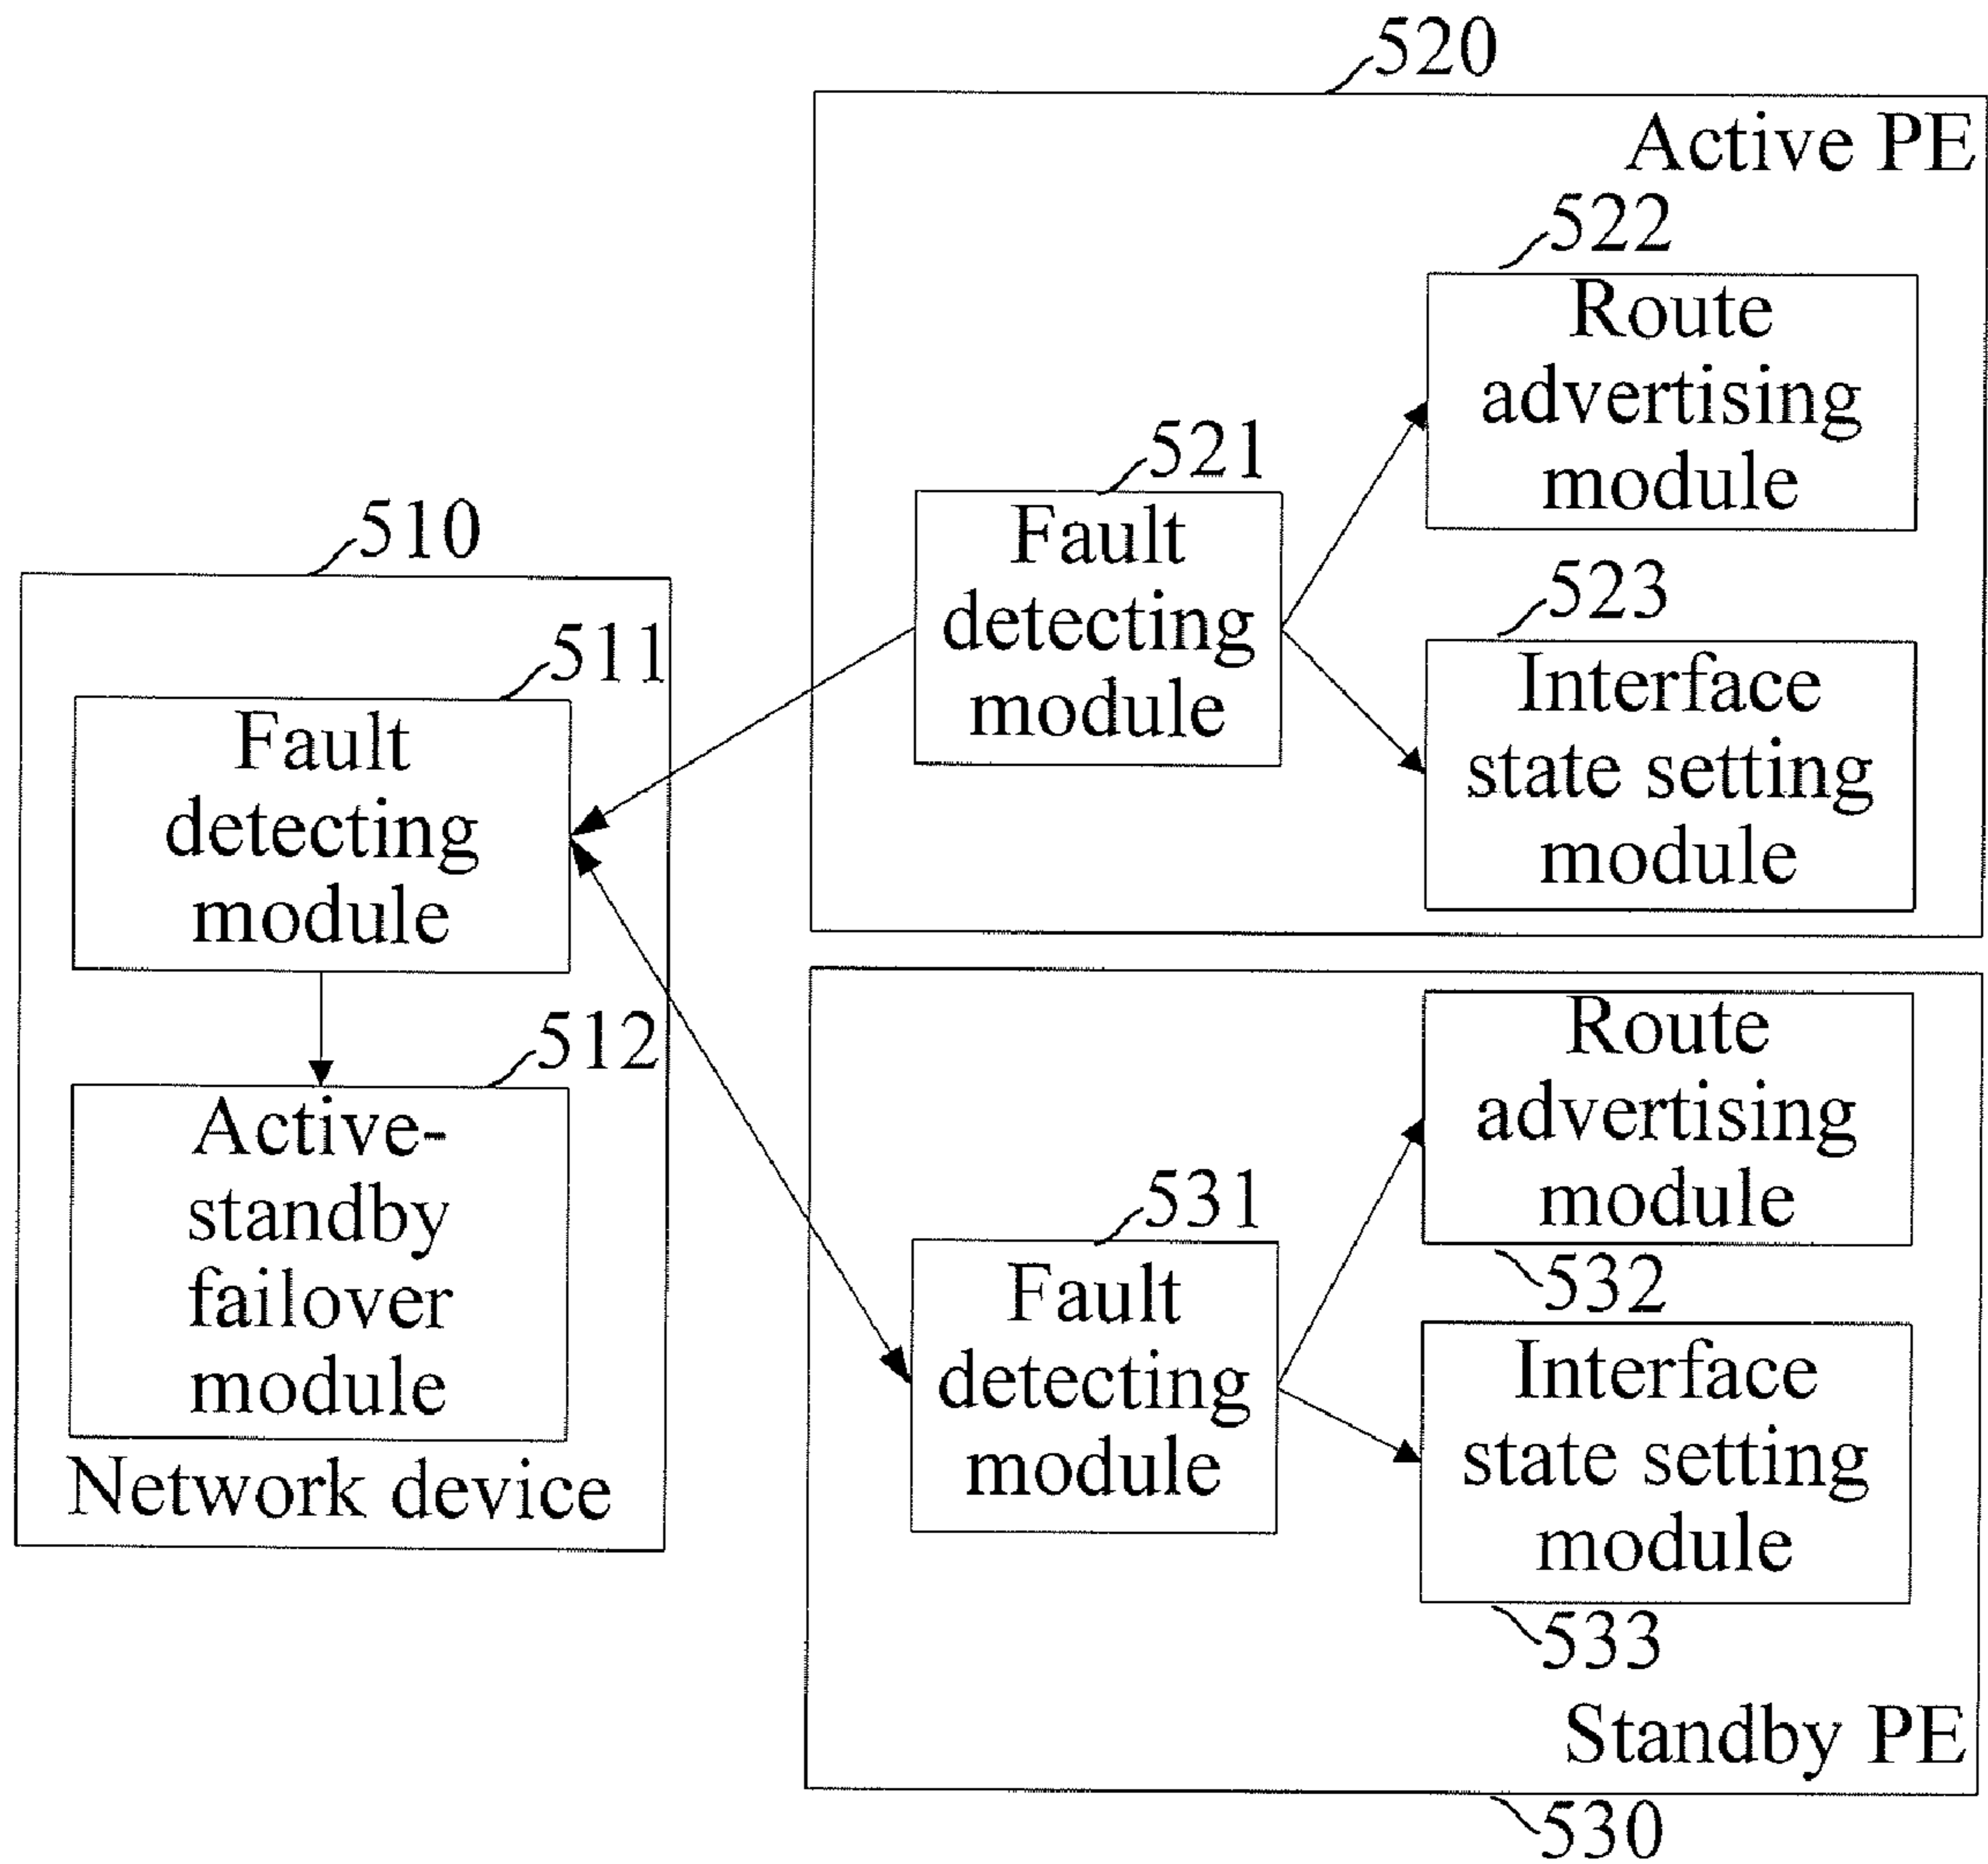 520
Active PE
522
Route
advertising
module
521
Fault
detecting
module
523
Interface
state setting
module
510
511
Fault
detecting
module
512
Active-
standby
failover
module
Network device
Route
advertising
module
532
531
Fault
detecting
module
Interface
state setting
module
533
Standby PE
530